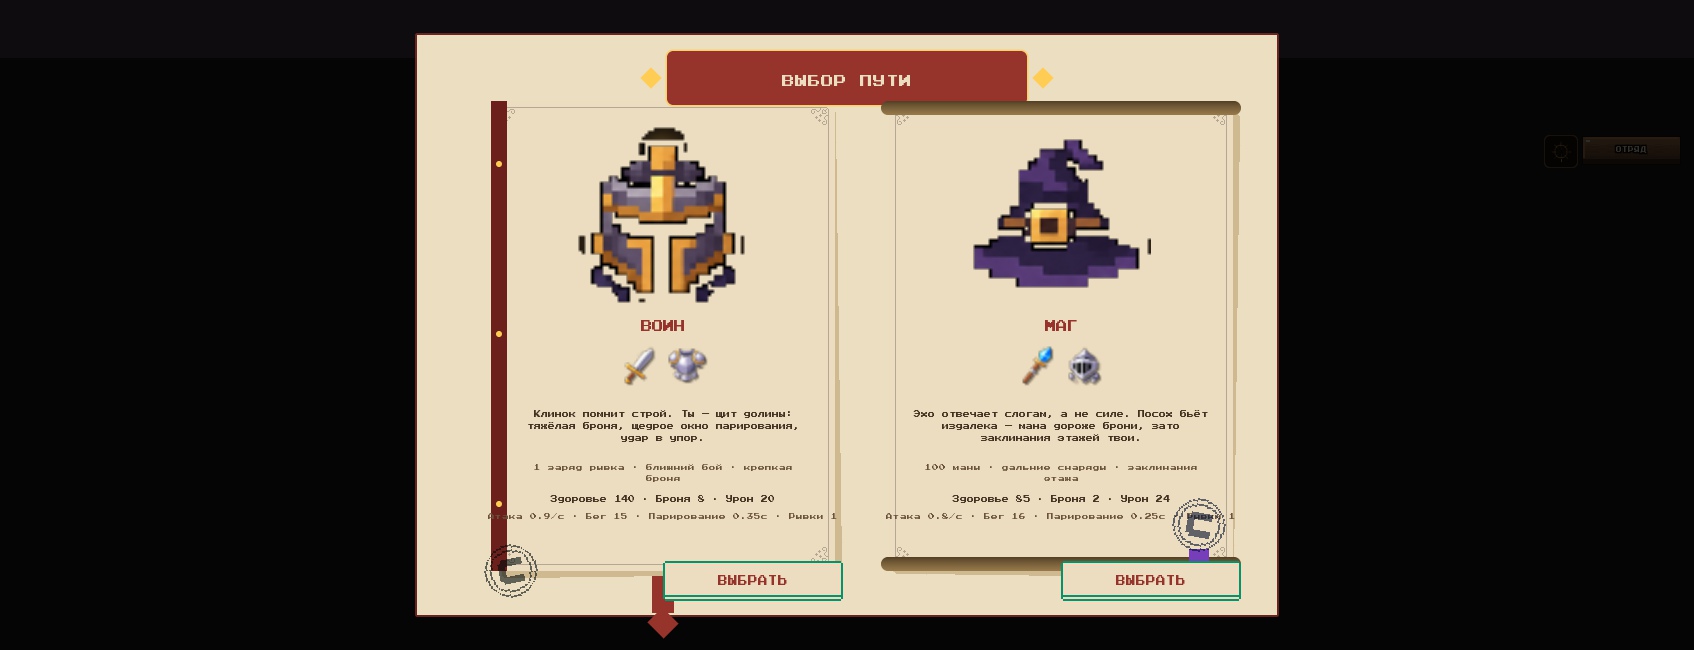 ВЫБОР ПУТИ
ОТРЯД
ВОИН
Клинок помнит строй. Ты — щит долины:
тяжёлая броня, щедрое окно парирования,
удар в упор.
1 заряд рывка · ближний бой · крепкая
броня
Здоровье 140 · Броня 8 · Урон 20
Атака 0.9/с · Бег 15 · Парирование 0.35с · Рывки 1
ВЫБРАТЬ
МАГ
Эхо отвечает слогам, а не силе. Посох бьёт
издалека — мана дороже брони, зато
заклинания этажей твои.
100 маны · дальние снаряды · заклинания
этажа
Здоровье 85 · Броня 2 · Урон 24
Атака 0.8/с · Бег 16 · Парирование 0.25с · Рывки 1
ВЫБРАТЬ